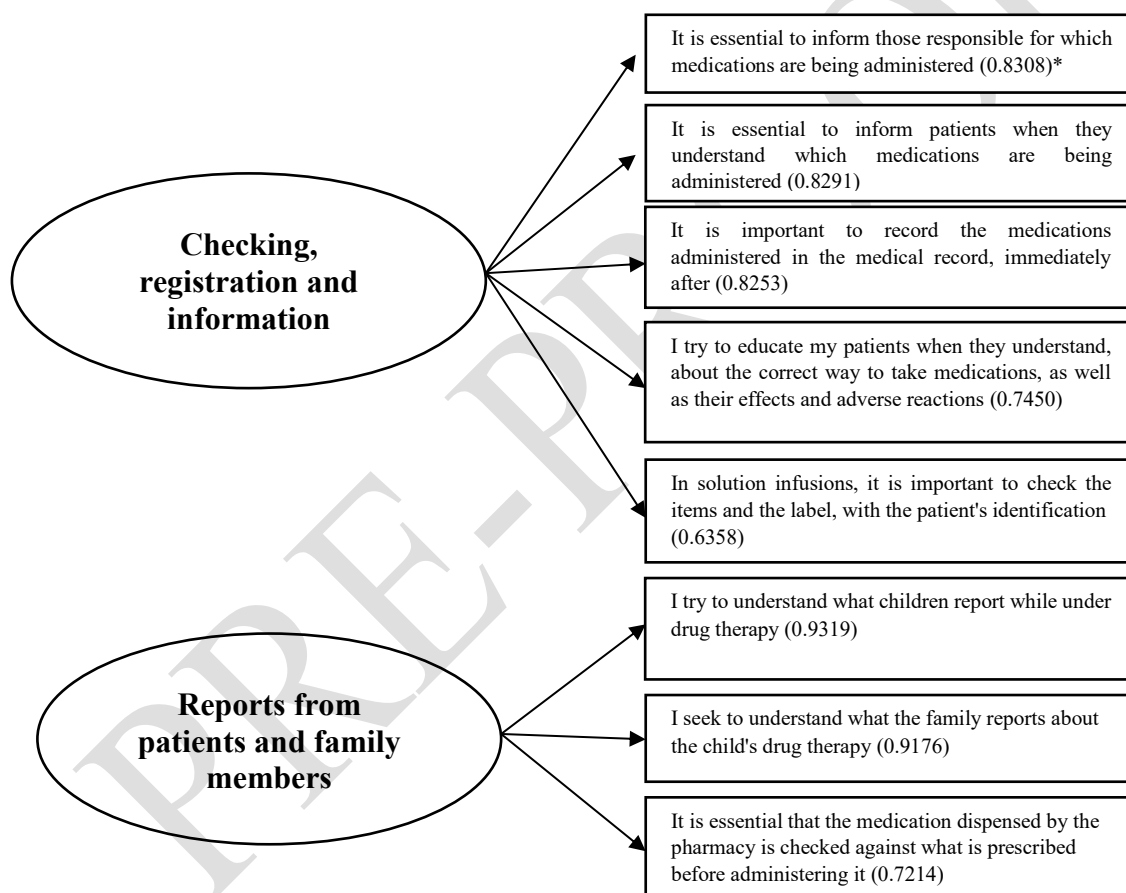 It is essential to inform those responsible for which
medications are being administered (0.8308)*
It is essential to inform patients when they
understand which medications are being
administered (0.8291)
Checking,
registration and
information
It is important to record the medications
administered in the medical record, immediately
after (0.8253)
I try to educate my patients when they understand,
about the correct way to take medications, as well
as their effects and adverse reactions (0.7450)
In solution infusions, it is important to check the
items and the label, with the patient's identification
(0.6358)
Reports from
patients and family
members
I try to understand what children report while under
drug therapy (0.9319)
I seek to understand what the family reports about
the child's drug therapy (0.9176)
It is essential that the medication dispensed by the
pharmacy is checked against what is prescribed
before administering it (0.7214)
PRE-PR